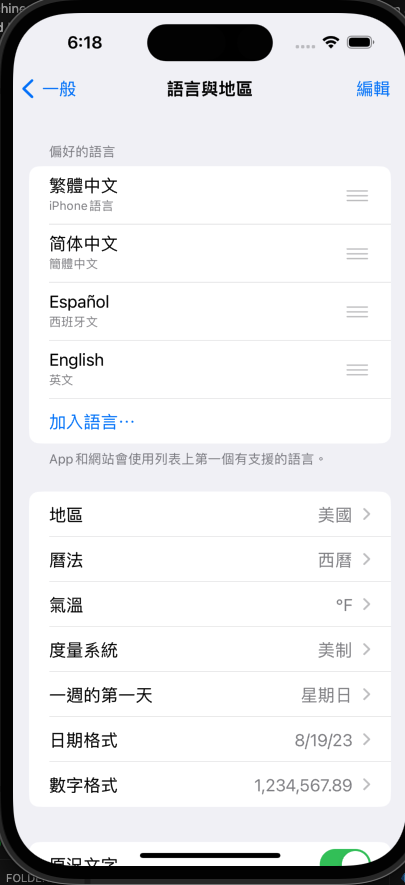 6:18
一般
語言與地區
編輯
偏好的語言
繁體中文
iPhone 語言
简体中文
簡體中文
Español
西班牙文
English
英文
加入語言⋯
App 和網站會使用列表上第一個有支援的語言。
地區 美國
曆法 西曆
氣溫 °F
度量系統 美制
一週的第一天 星期日
日期格式 8/19/23
數字格式 1,234,567.89
原況文字